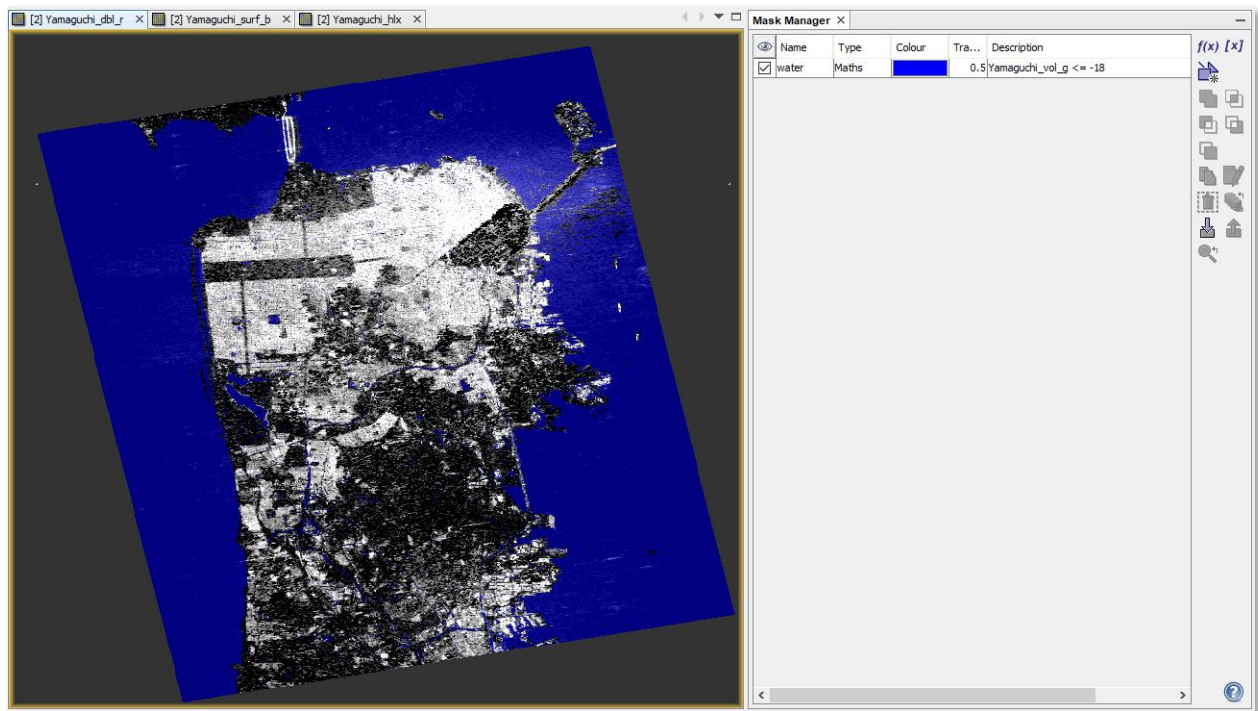 [2] Yamaguchi_dbl_r × [2] Yamaguchi_surf_b × [2] Yamaguchi_hlx ×
Mask Manager ×
Name Type Colour Tra... Description
water Maths 0.5 Yamaguchi_vol_g <= -18
f(x) [x]
?